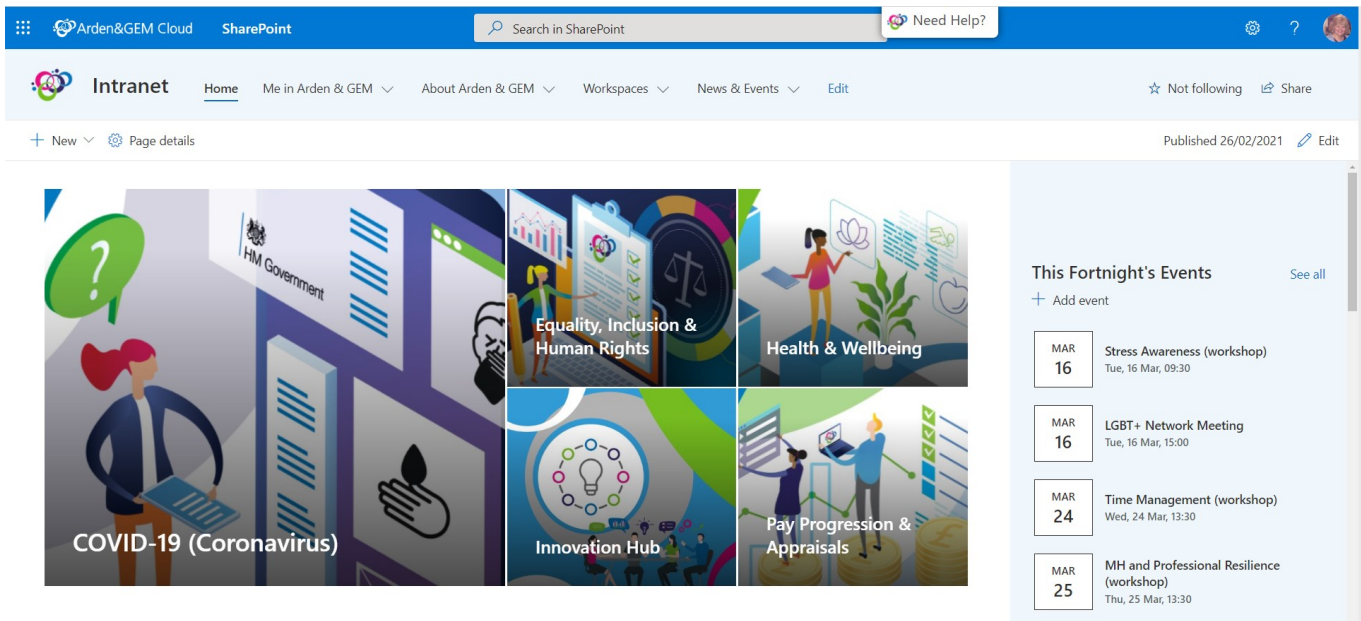 Arden&GEM Cloud SharePoint Search in SharePoint Need Help? ?
Intranet Home Me in Arden & GEM About Arden & GEM Workspaces News & Events Edit Not following Share
+ New Page details Published 26/02/2021 Edit
?
HM Government
COVID-19 (Coronavirus)
Equality, Inclusion &
Human Rights
Health & Wellbeing
Innovation Hub
Pay Progression &
Appraisals
This Fortnight's Events See all
+ Add event
MAR
16
Stress Awareness (workshop)
Tue, 16 Mar, 09:30
MAR
16
LGBT+ Network Meeting
Tue, 16 Mar, 15:00
MAR
24
Time Management (workshop)
Wed, 24 Mar, 13:30
MAR
25
MH and Professional Resilience
(workshop)
Thu, 25 Mar, 13:30